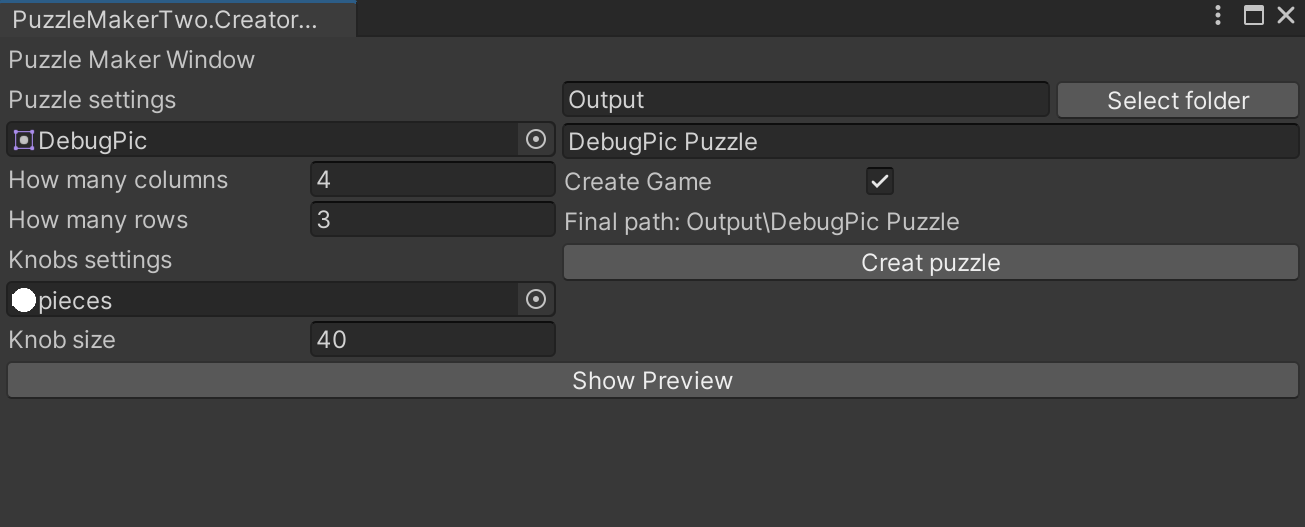 PuzzleMakerTwo.Creator...
Puzzle Maker Window
Puzzle settings
DebugPic
How many columns 4
How many rows 3
Knobs settings
pieces
Knob size 40
Output Select folder
DebugPic Puzzle
Create Game
Final path: Output\DebugPic Puzzle
Creat puzzle
Show Preview